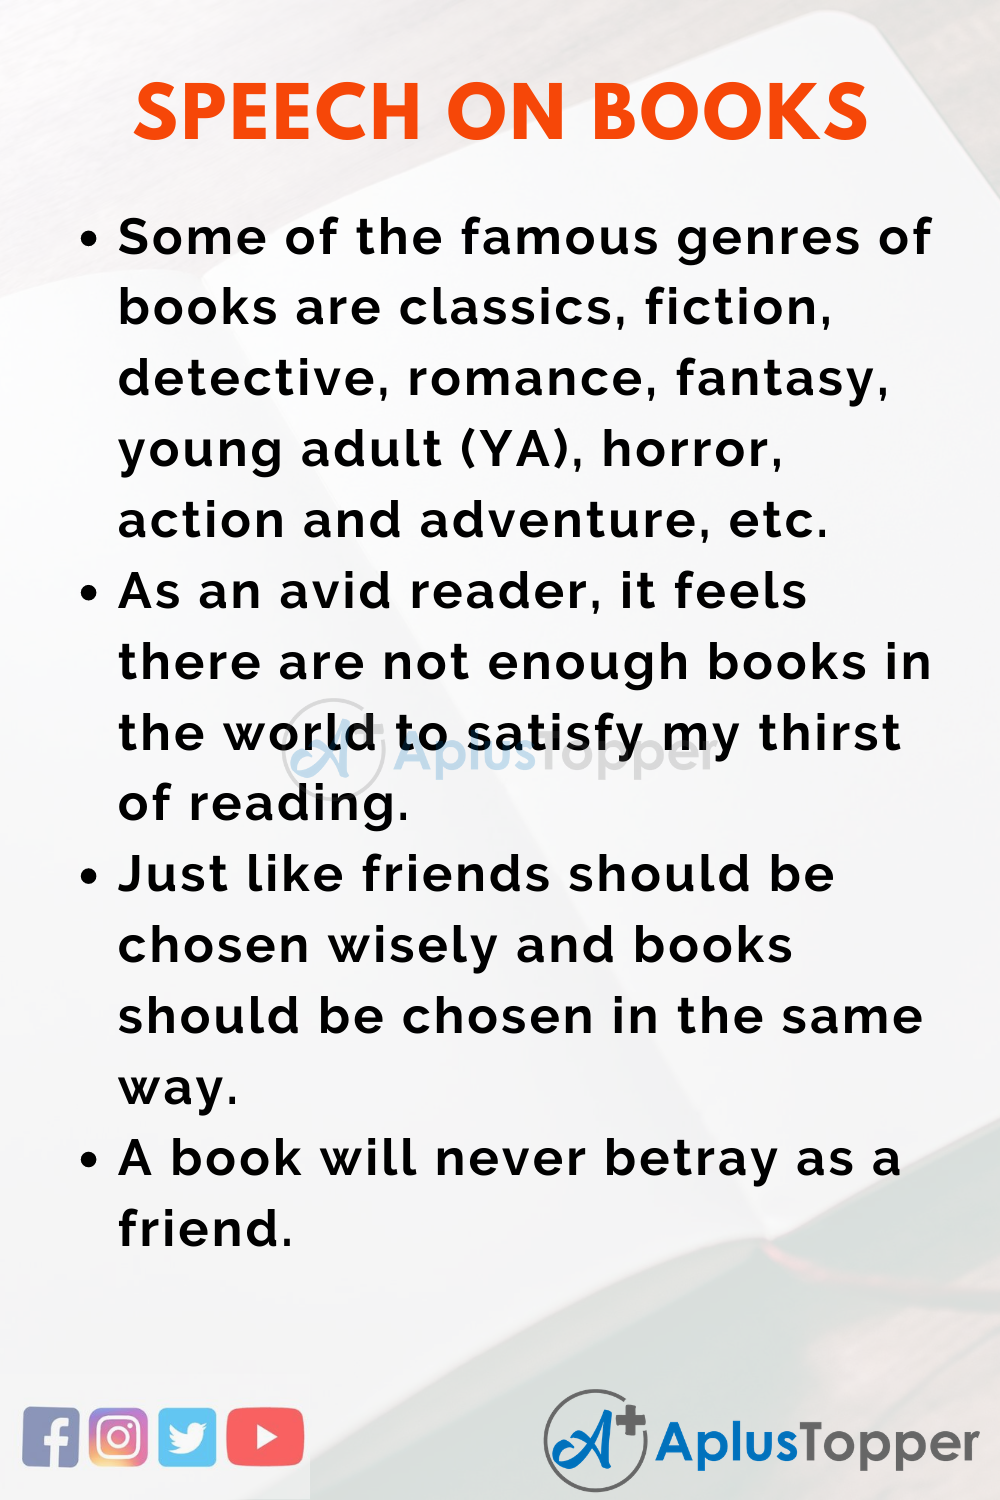 SPEECH ON BOOKS
• Some of the famous genres of
books are classics, fiction,
detective, romance, fantasy,
young adult (YA), horror,
action and adventure, etc.
• As an avid reader, it feels
there are not enough books in
the world to satisfy my thirst
of reading.
• Just like friends should be
chosen wisely and books
should be chosen in the same
way.
• A book will never betray as a
friend.
A+ AplusTopper
A+ AplusTopper